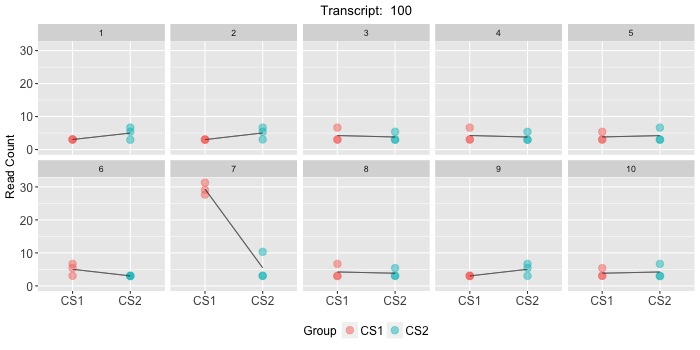 Transcript: 100
1 2 3 4 5
30
20
10
0
Read Count
6 7 8 9 10
30
20
10
0
CS1 CS2 CS1 CS2 CS1 CS2 CS1 CS2 CS1 CS2
Group CS1 CS2